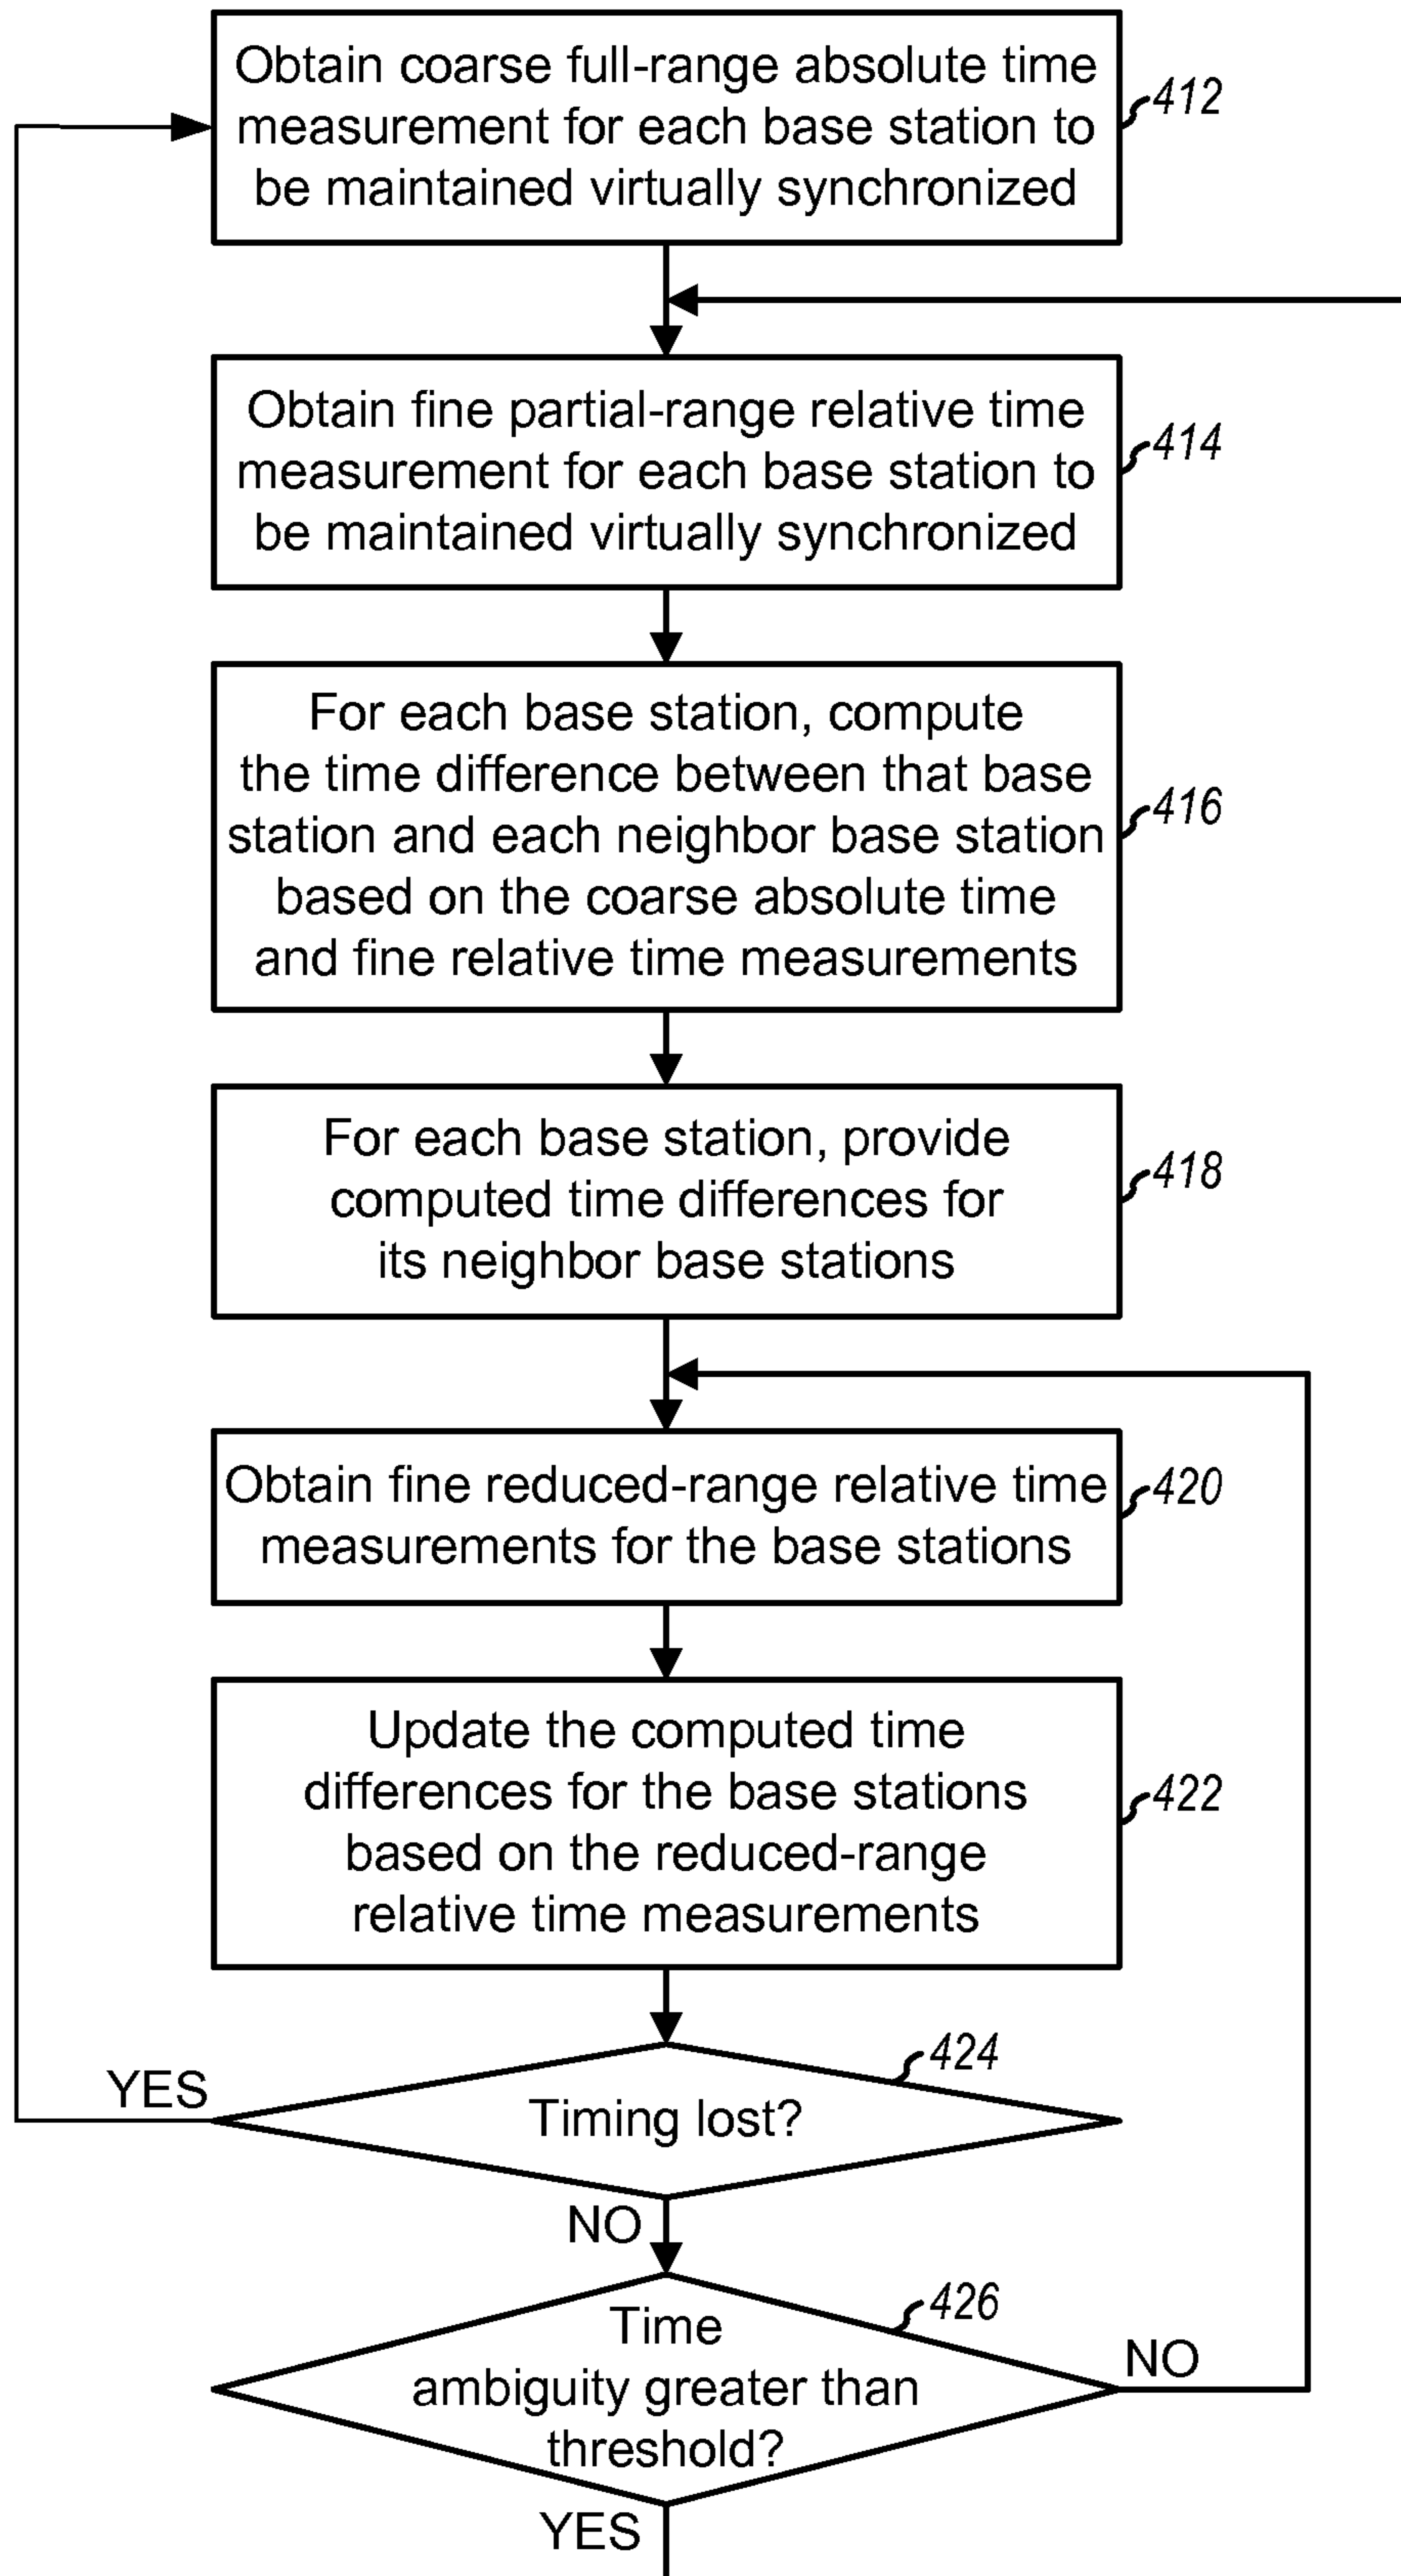 Obtain coarse full-range absolute time
measurement for each base station to
be maintained virtually synchronized
412
Obtain fine partial-range relative time
measurement for each base station to
be maintained virtually synchronized
414
For each base station, compute
the time difference between that base
station and each neighbor base station
based on the coarse absolute time
and fine relative time measurements
416
For each base station, provide
computed time differences for
its neighbor base stations
418
Obtain fine reduced-range relative time
measurements for the base stations
420
Update the computed time
differences for the base stations
based on the reduced-range
relative time measurements
422
424
YES
Timing lost?
NO
426
Time
ambiguity greater than
threshold?
NO
YES